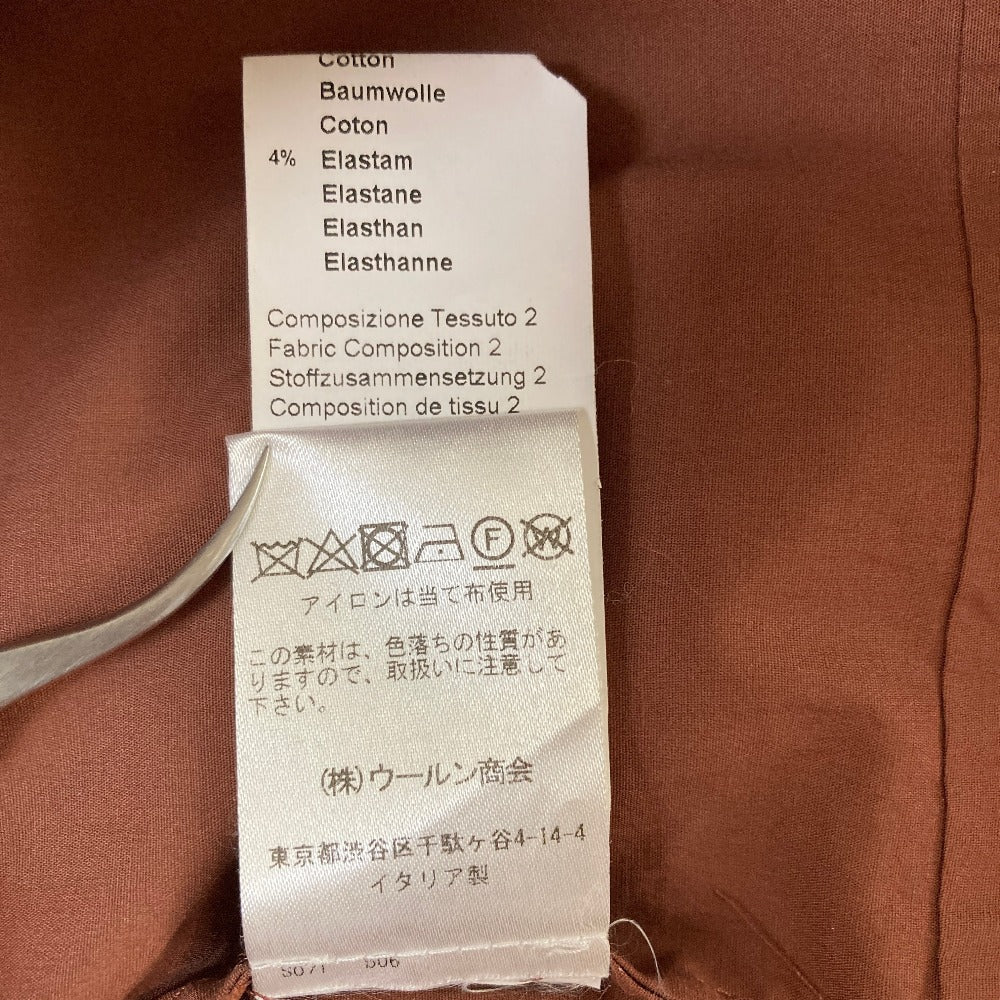 Cotton
Baumwolle
Coton
4% Elastam
Elastane
Elasthan
Elasthanne
Composizione Tessuto 2
Fabric Composition 2
Stoffzusammensetzung 2
Composition de tissu 2
F W
アイロンは当て布使用
この素材は、色落ちの性質があ
りますので、取扱いに注意して
下さい。
(株)ウールン商会
東京都渋谷区千駄ヶ谷4-14-4
イタリア製